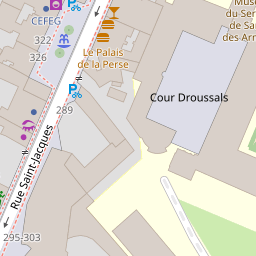 CEFEG
322
326
Le Palais
de la Perse
Musé
du Ser
de Sa
des Arm
Cour Droussals
289
Rue Saint-Jacques
295-303